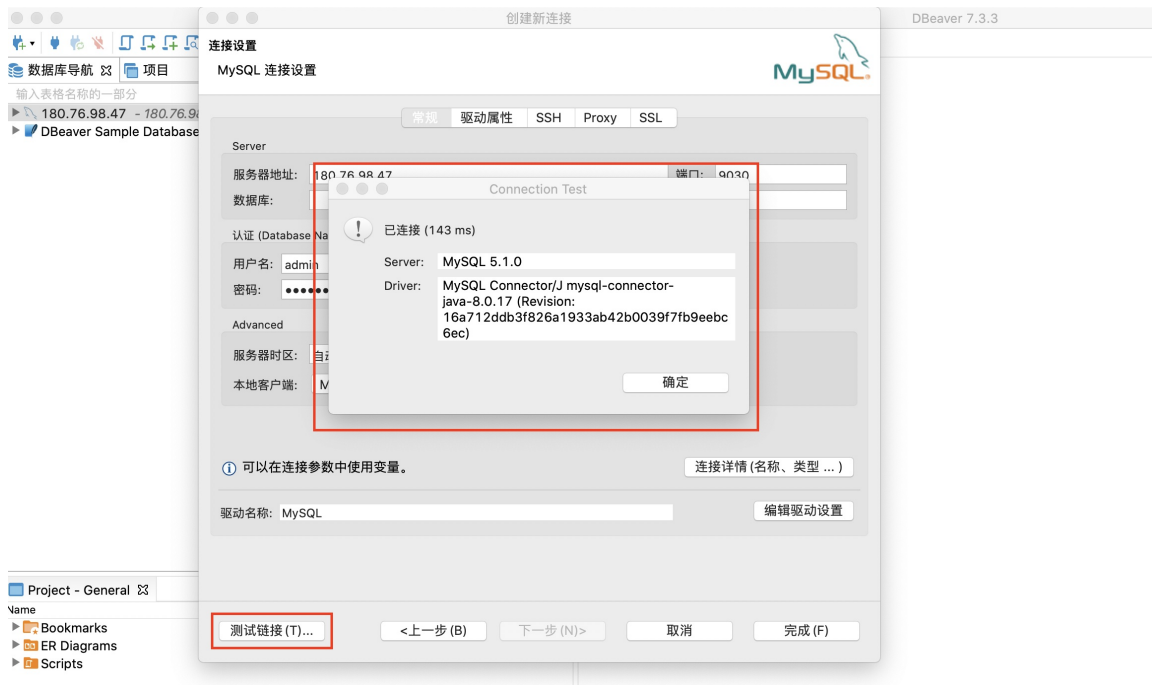 创建新连接
DBeaver 7.3.3
连接设置
MySQL 连接设置
MySQL
数据库导航
项目
输入表格名称的一部分
180.76.98.47 - 180.76.98
DBeaver Sample Database
常规 驱动属性 SSH Proxy SSL
Server
服务器地址: 180.76.98.47 端口: 9030
数据库:
认证 (Database Na
用户名: admin
密码:
Advanced
服务器时区: 自动
本地客户端: M
Connection Test
已连接 (143 ms)
Server: MySQL 5.1.0
Driver: MySQL Connector/J mysql-connector-
java-8.0.17 (Revision:
16a712ddb3f826a1933ab42b0039f7fb9eebc
6ec)
确定
可以在连接参数中使用变量。
连接详情(名称、类型 ... )
驱动名称: MySQL
编辑驱动设置
Project - General
Name
Bookmarks
ER Diagrams
Scripts
测试链接(T)...
<上一步(B)
下一步(N)>
取消
完成(F)